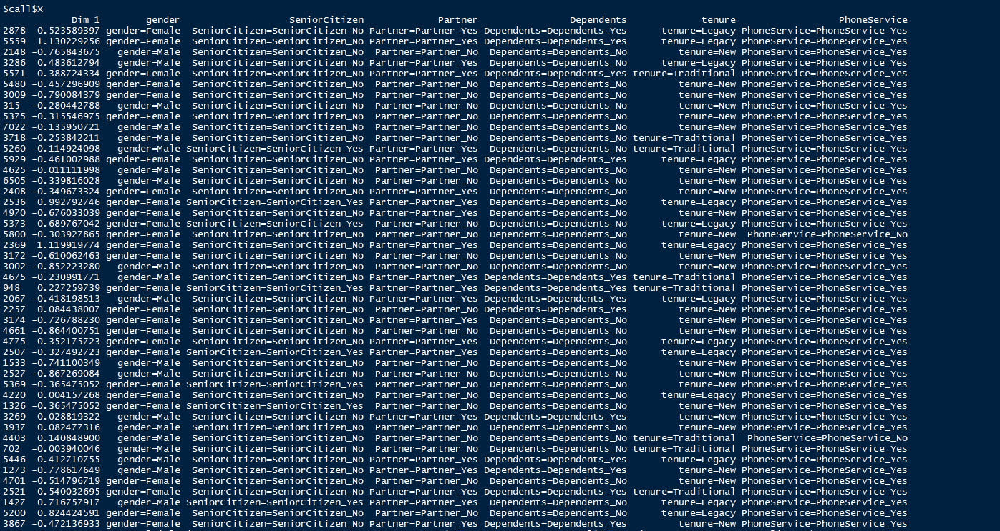 $call$X
Dim 1 gender SeniorCitizen Partner Dependents tenure PhoneService
2878 0.523589397 gender=Female SeniorCitizen=SeniorCitizen_No Partner=Partner_Yes Dependents=Dependents_Yes tenure=Legacy PhoneService=PhoneService_Yes
5559 1.130229256 gender=Female SeniorCitizen=SeniorCitizen_No Partner=Partner_Yes Dependents=Dependents_Yes tenure=Legacy PhoneService=PhoneService_Yes
2148 -0.765843675 gender=Male SeniorCitizen=SeniorCitizen_No Partner=Partner_No Dependents=Dependents_No tenure=New PhoneService=PhoneService_Yes
3286 0.483612794 gender=Male SeniorCitizen=SeniorCitizen_No Partner=Partner_Yes Dependents=Dependents_No tenure=Legacy PhoneService=PhoneService_Yes
5571 0.388724334 gender=Female SeniorCitizen=SeniorCitizen_No Partner=Partner_Yes Dependents=Dependents_Yes tenure=Traditional PhoneService=PhoneService_Yes
5480 -0.457296909 gender=Male SeniorCitizen=SeniorCitizen_No Partner=Partner_No Dependents=Dependents_No tenure=New PhoneService=PhoneService_Yes
3009 -0.790084379 gender=Female SeniorCitizen=SeniorCitizen_No Partner=Partner_No Dependents=Dependents_No tenure=New PhoneService=PhoneService_Yes
315 -0.280442788 gender=Male SeniorCitizen=SeniorCitizen_No Partner=Partner_No Dependents=Dependents_No tenure=New PhoneService=PhoneService_Yes
5375 -0.315546975 gender=Female SeniorCitizen=SeniorCitizen_No Partner=Partner_No Dependents=Dependents_No tenure=New PhoneService=PhoneService_Yes
7022 -0.135950721 gender=Male SeniorCitizen=SeniorCitizen_No Partner=Partner_No Dependents=Dependents_No tenure=New PhoneService=PhoneService_Yes
3718 -0.253842211 gender=Male SeniorCitizen=SeniorCitizen_No Partner=Partner_No Dependents=Dependents_No tenure=Traditional PhoneService=PhoneService_Yes
5260 -0.114924098 gender=Male SeniorCitizen=SeniorCitizen_Yes Partner=Partner_Yes Dependents=Dependents_No tenure=Traditional PhoneService=PhoneService_Yes
5929 -0.461002988 gender=Female SeniorCitizen=SeniorCitizen_No Partner=Partner_Yes Dependents=Dependents_Yes tenure=Legacy PhoneService=PhoneService_Yes
4625 -0.011111998 gender=Male SeniorCitizen=SeniorCitizen_No Partner=Partner_No Dependents=Dependents_No tenure=New PhoneService=PhoneService_Yes
6505 -0.339816028 gender=Male SeniorCitizen=SeniorCitizen_No Partner=Partner_No Dependents=Dependents_No tenure=New PhoneService=PhoneService_Yes
2408 -0.349673324 gender=Female SeniorCitizen=SeniorCitizen_No Partner=Partner_Yes Dependents=Dependents_No tenure=New PhoneService=PhoneService_Yes
2536 0.992792746 gender=Female SeniorCitizen=SeniorCitizen_Yes Partner=Partner_Yes Dependents=Dependents_No tenure=Legacy PhoneService=PhoneService_Yes
4970 -0.676033039 gender=Female SeniorCitizen=SeniorCitizen_No Partner=Partner_Yes Dependents=Dependents_No tenure=New PhoneService=PhoneService_Yes
5373 0.689767042 gender=Female SeniorCitizen=SeniorCitizen_Yes Partner=Partner_Yes Dependents=Dependents_No tenure=Legacy PhoneService=PhoneService_Yes
5800 -0.303927865 gender=Male SeniorCitizen=SeniorCitizen_No Partner=Partner_No Dependents=Dependents_No tenure=New PhoneService=PhoneService_No
2369 1.119919774 gender=Female SeniorCitizen=SeniorCitizen_No Partner=Partner_Yes Dependents=Dependents_No tenure=Legacy PhoneService=PhoneService_Yes
3172 -0.610062463 gender=Male SeniorCitizen=SeniorCitizen_No Partner=Partner_No Dependents=Dependents_No tenure=New PhoneService=PhoneService_Yes
3002 -0.852223280 gender=Male SeniorCitizen=SeniorCitizen_No Partner=Partner_No Dependents=Dependents_No tenure=New PhoneService=PhoneService_Yes
4675 -0.230991771 gender=Male SeniorCitizen=SeniorCitizen_No Partner=Partner_Yes Dependents=Dependents_Yes tenure=Traditional PhoneService=PhoneService_Yes
948 0.227259739 gender=Female SeniorCitizen=SeniorCitizen_Yes Partner=Partner_Yes Dependents=Dependents_Yes tenure=Traditional PhoneService=PhoneService_Yes
2067 -0.418198513 gender=Male SeniorCitizen=SeniorCitizen_No Partner=Partner_Yes Dependents=Dependents_Yes tenure=Legacy PhoneService=PhoneService_Yes
2257 0.084438007 gender=Female SeniorCitizen=SeniorCitizen_No Partner=Partner_No Dependents=Dependents_Yes tenure=New PhoneService=PhoneService_Yes
3174 -0.726788230 gender=Male SeniorCitizen=SeniorCitizen_No Partner=Partner_Yes Dependents=Dependents_No tenure=New PhoneService=PhoneService_Yes
4661 -0.864400751 gender=Female SeniorCitizen=SeniorCitizen_No Partner=Partner_No Dependents=Dependents_No tenure=New PhoneService=PhoneService_Yes
4775 0.352175723 gender=Male SeniorCitizen=SeniorCitizen_No Partner=Partner_Yes Dependents=Dependents_No tenure=Legacy PhoneService=PhoneService_Yes
2507 -0.327492723 gender=Female SeniorCitizen=SeniorCitizen_Yes Partner=Partner_Yes Dependents=Dependents_No tenure=Legacy PhoneService=PhoneService_Yes
1533 -0.741100349 gender=Male SeniorCitizen=SeniorCitizen_No Partner=Partner_No Dependents=Dependents_No tenure=New PhoneService=PhoneService_Yes
2527 -0.867269084 gender=Male SeniorCitizen=SeniorCitizen_No Partner=Partner_No Dependents=Dependents_No tenure=New PhoneService=PhoneService_Yes
5369 -0.365475052 gender=Female SeniorCitizen=SeniorCitizen_Yes Partner=Partner_No Dependents=Dependents_No tenure=New PhoneService=PhoneService_Yes
4220 0.004157268 gender=Female SeniorCitizen=SeniorCitizen_No Partner=Partner_No Dependents=Dependents_No tenure=Legacy PhoneService=PhoneService_Yes
1326 -0.365475052 gender=Female SeniorCitizen=SeniorCitizen_Yes Partner=Partner_No Dependents=Dependents_No tenure=New PhoneService=PhoneService_Yes
3269 0.028819322 gender=Male SeniorCitizen=SeniorCitizen_No Partner=Partner_Yes Dependents=Dependents_Yes tenure=New PhoneService=PhoneService_Yes
3937 0.082477316 gender=Male SeniorCitizen=SeniorCitizen_No Partner=Partner_No Dependents=Dependents_No tenure=New PhoneService=PhoneService_Yes
4403 0.140848900 gender=Male SeniorCitizen=SeniorCitizen_No Partner=Partner_No Dependents=Dependents_No tenure=Traditional PhoneService=PhoneService_No
702 -0.003940046 gender=Male SeniorCitizen=SeniorCitizen_No Partner=Partner_No Dependents=Dependents_No tenure=Traditional PhoneService=PhoneService_Yes
5446 0.412710755 gender=Male SeniorCitizen=SeniorCitizen_No Partner=Partner_Yes Dependents=Dependents_Yes tenure=Legacy PhoneService=PhoneService_Yes
1273 -0.778617649 gender=Male SeniorCitizen=SeniorCitizen_No Partner=Partner_Yes Dependents=Dependents_Yes tenure=New PhoneService=PhoneService_Yes
4701 -0.514796719 gender=Male SeniorCitizen=SeniorCitizen_No Partner=Partner_No Dependents=Dependents_No tenure=New PhoneService=PhoneService_Yes
2521 0.540032695 gender=Male SeniorCitizen=SeniorCitizen_No Partner=Partner_Yes Dependents=Dependents_Yes tenure=Traditional PhoneService=PhoneService_Yes
1427 0.716757917 gender=Male SeniorCitizen=SeniorCitizen_Yes Partner=Partner_Yes Dependents=Dependents_No tenure=Legacy PhoneService=PhoneService_Yes
5200 0.824424591 gender=Female SeniorCitizen=SeniorCitizen_No Partner=Partner_No Dependents=Dependents_No tenure=Legacy PhoneService=PhoneService_Yes
3867 -0.472136933 gender=Female SeniorCitizen=SeniorCitizen_No Partner=Partner_Yes Dependents=Dependents_No tenure=New PhoneService=PhoneService_Yes